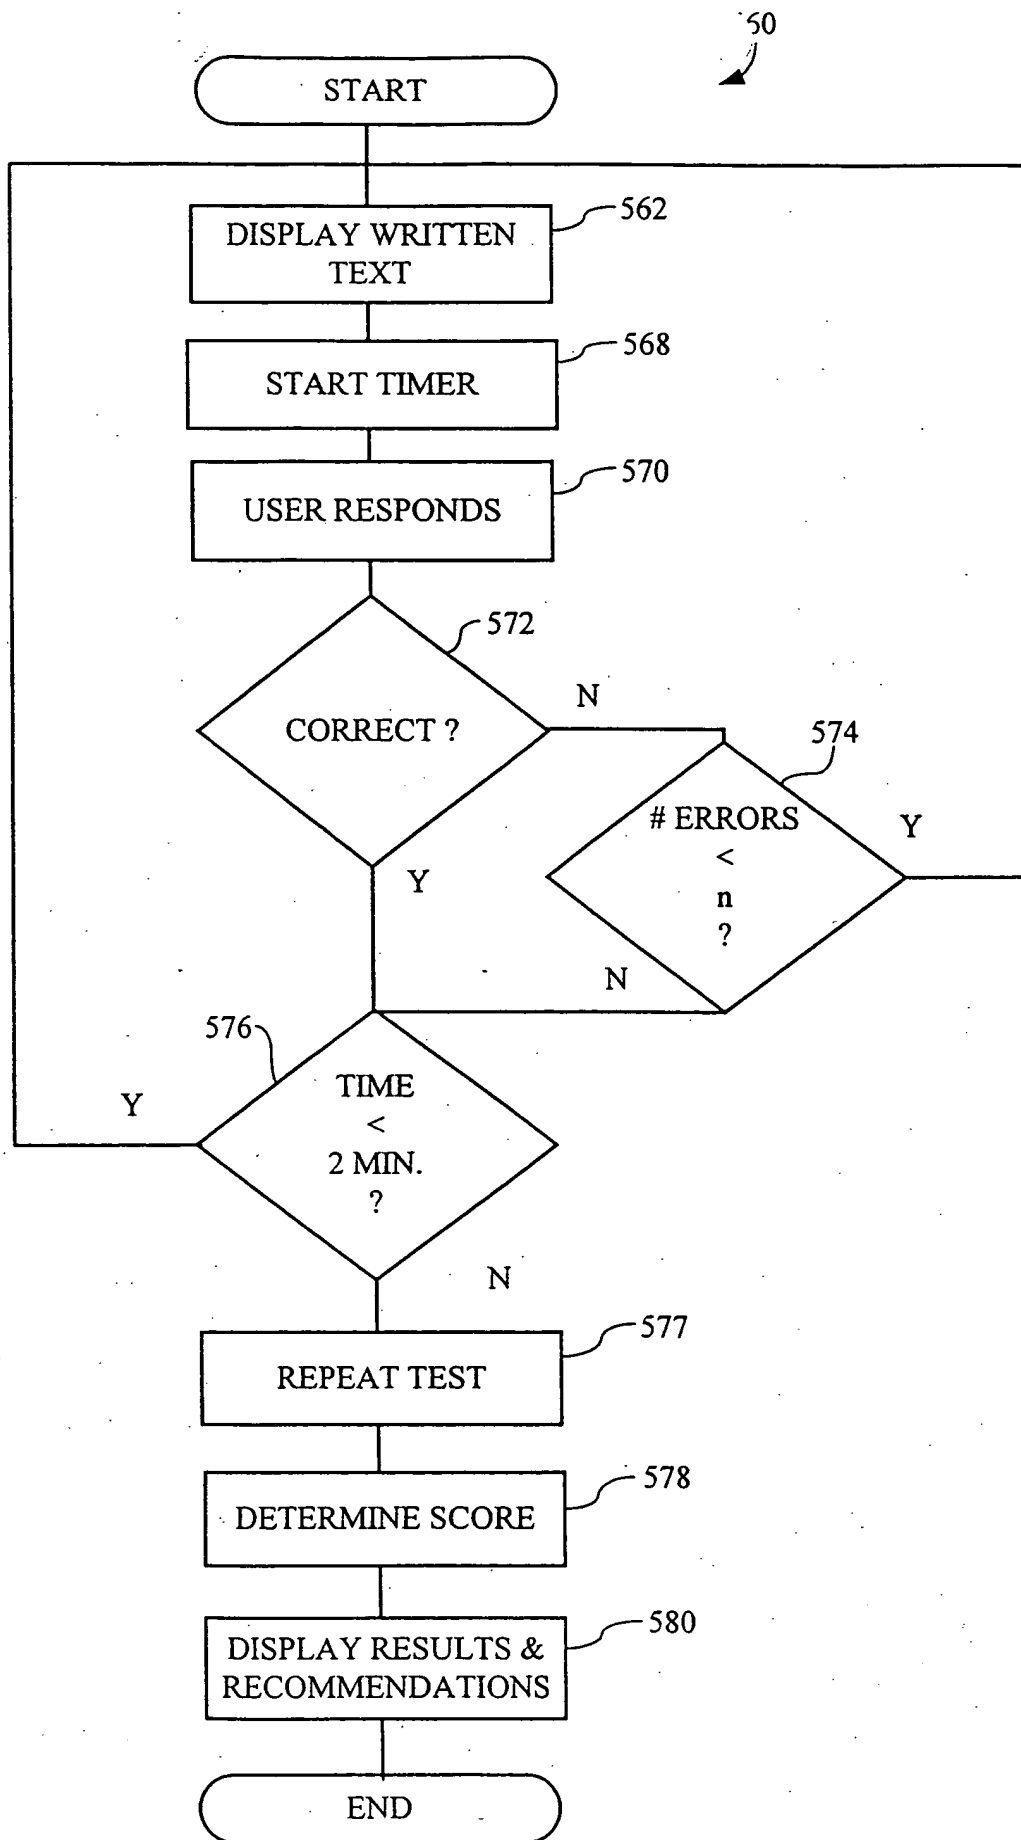 START
DISPLAY WRITTEN
TEXT
562
START TIMER
568
USER RESPONDS
570
CORRECT ?
572
N
Y
# ERRORS
<
n
?
574
Y
N
TIME
<
2 MIN.
?
576
Y
N
REPEAT TEST
577
DETERMINE SCORE
578
DISPLAY RESULTS &
RECOMMENDATIONS
580
END